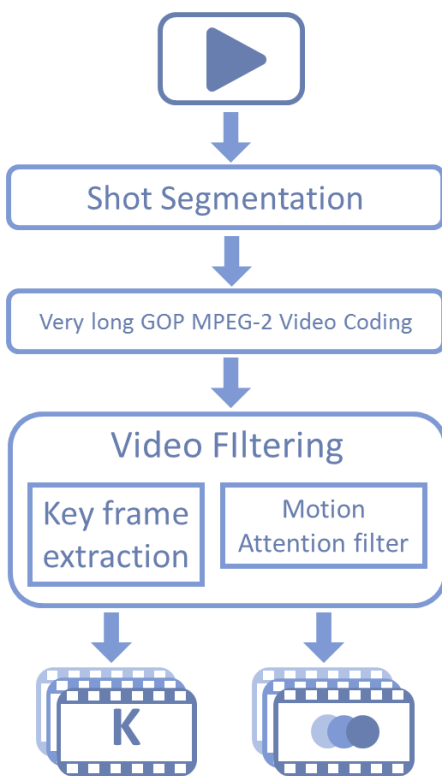 Shot Segmentation
Very long GOP MPEG-2 Video Coding
Video FIltering
Key frame
extraction
Motion
Attention filter
K